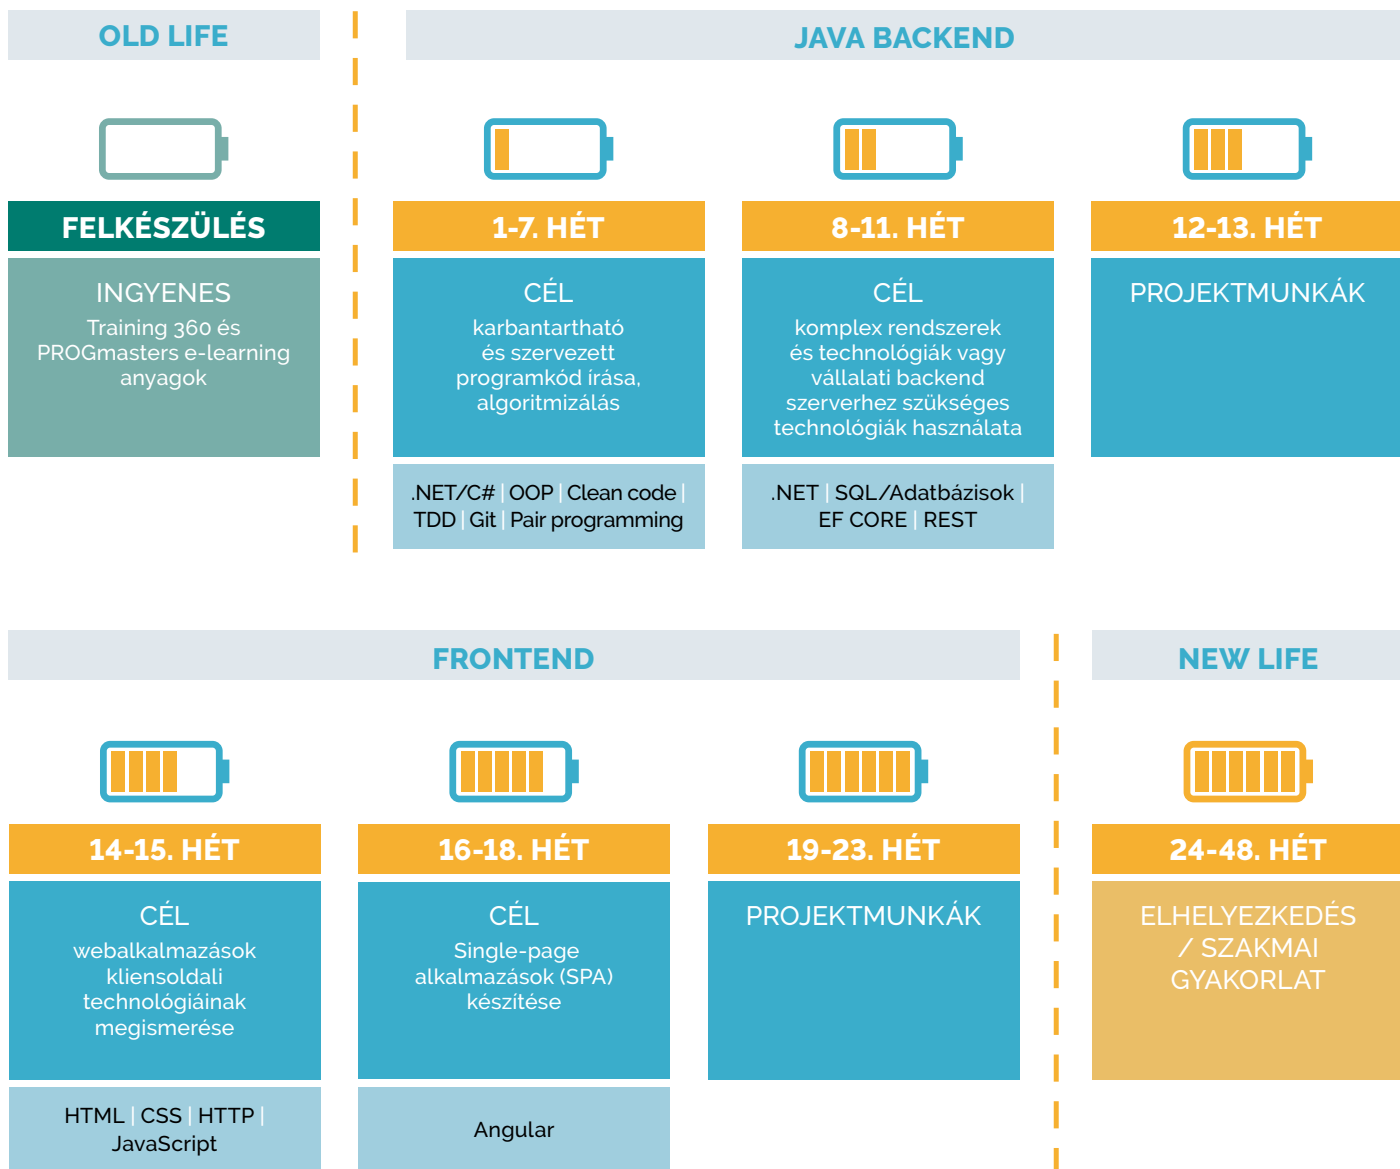 OLD LIFE
JAVA BACKEND
FELKÉSZÜLÉS
INGYENES
Training 360 és
PROGmasters e-learning
anyagok
1-7. HÉT
CÉL
karbantartható
és szervezett
programkód írása,
algoritmizálás
.NET/C# | OOP | Clean code |
TDD | Git | Pair programming
8-11. HÉT
CÉL
komplex rendszerek
és technológiák vagy
vállalati backend
szerverhez szükséges
technológiák használata
.NET | SQL/Adatbázisok |
EF CORE | REST
12-13. HÉT
PROJEKTMUNKÁK
FRONTEND
NEW LIFE
14-15. HÉT
CÉL
webalkalmazások
kliensoldali
technológiáinak
megismerése
HTML | CSS | HTTP |
JavaScript
16-18. HÉT
CÉL
Single-page
alkalmazások (SPA)
készítése
Angular
19-23. HÉT
PROJEKTMUNKÁK
24-48. HÉT
ELHELYEZKEDÉS
/ SZAKMAI
GYAKORLAT